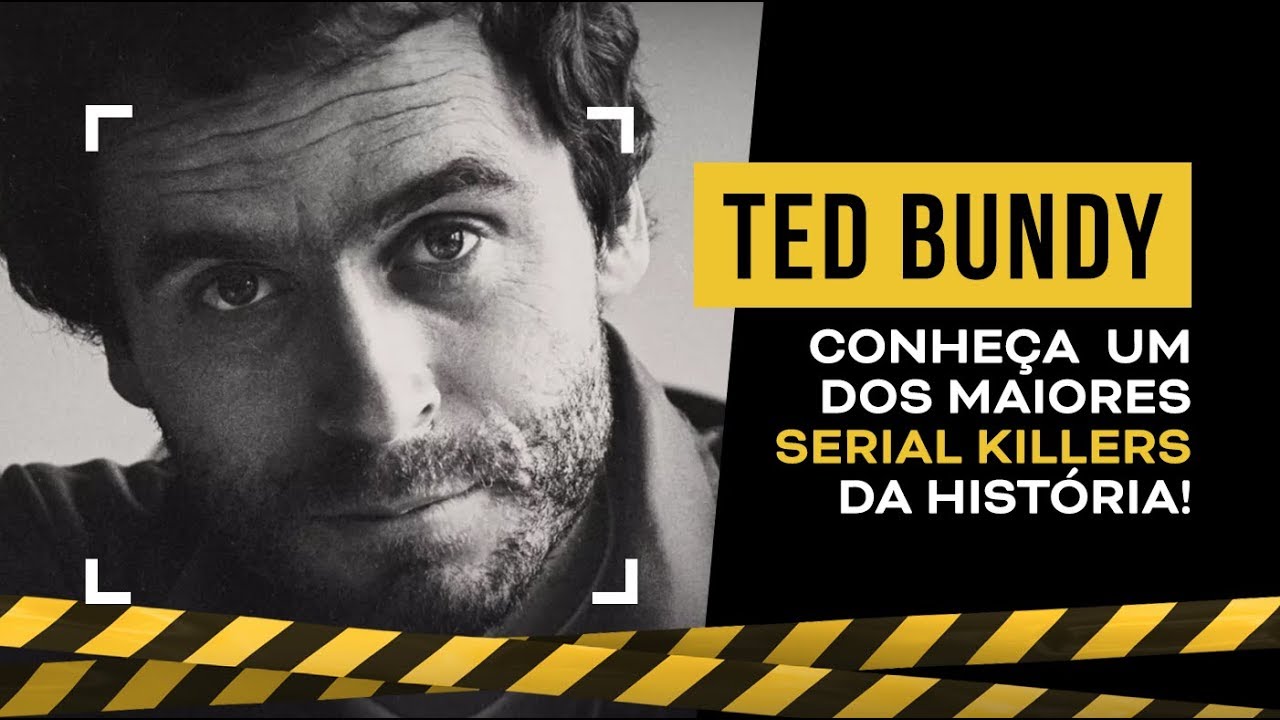 TED BUNDY
CONHEÇA UM
DOS MAIORES
SERIAL KILLERS
DA HISTÓRIA!